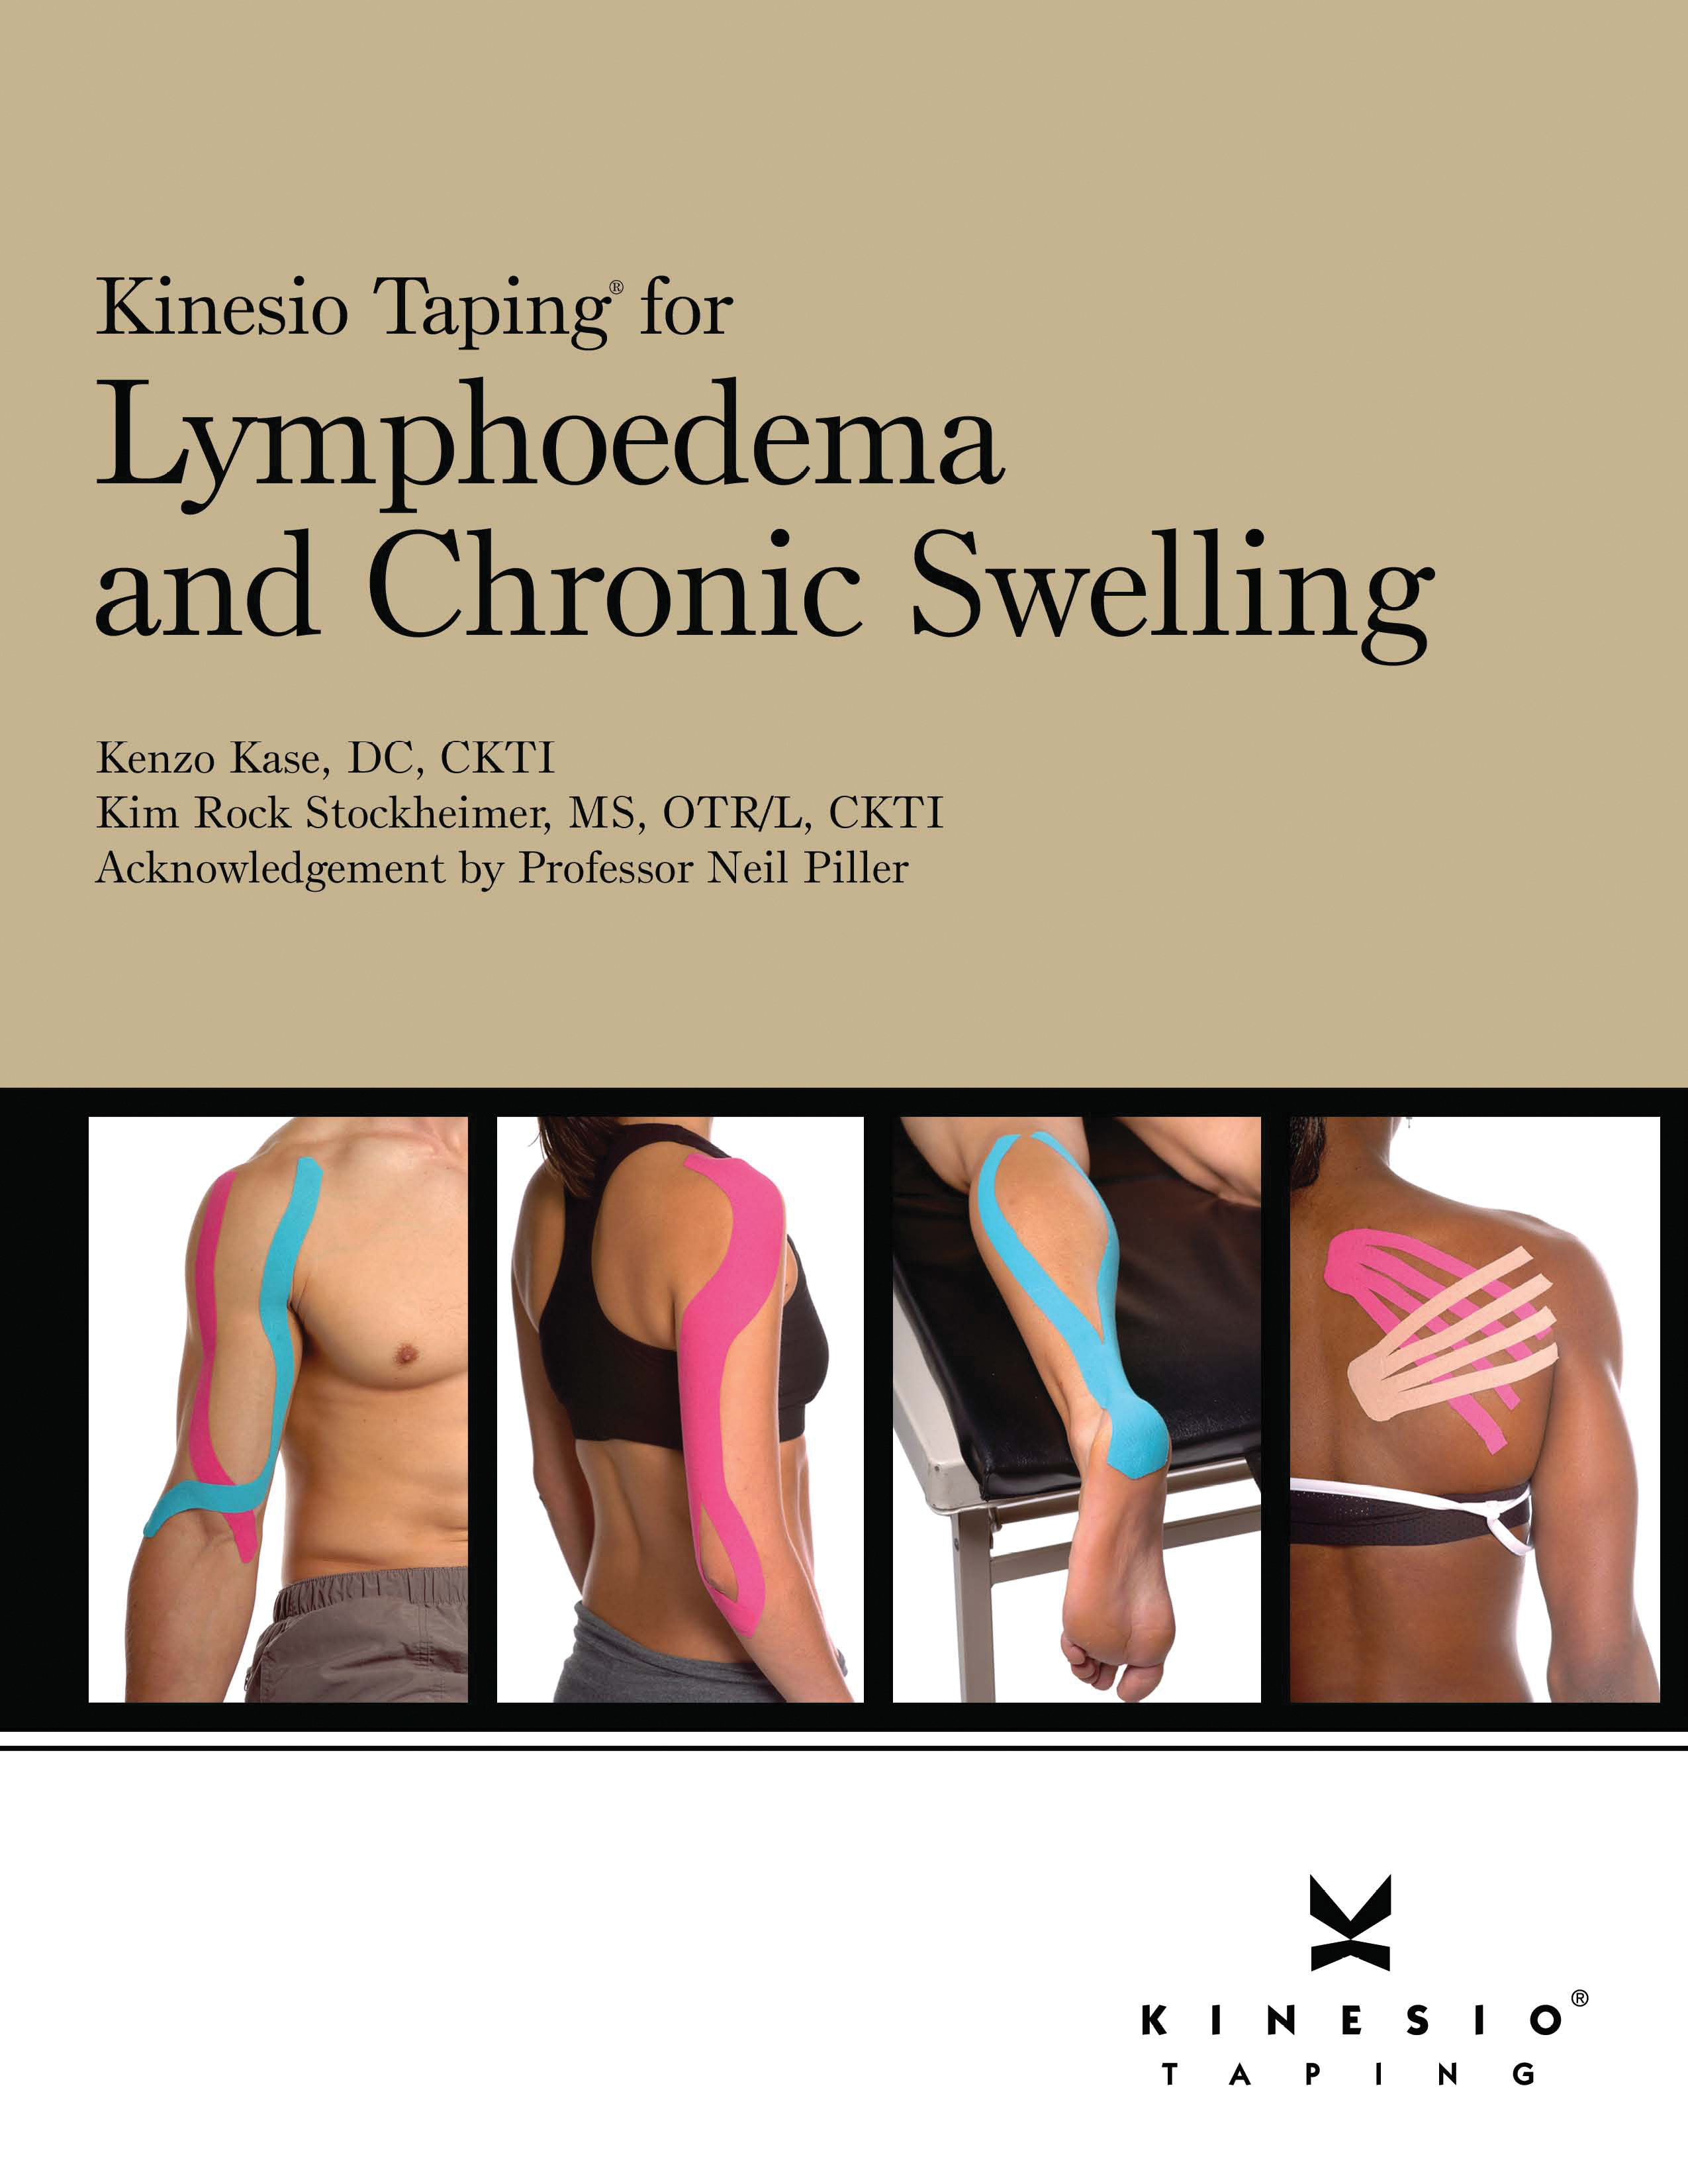 Kinesio Taping® for
Lymphoedema
and Chronic Swelling
Kenzo Kase, DC, CKTI
Kim Rock Stockheimer, MS, OTR/L, CKTI
Acknowledgement by Professor Neil Piller
KINESIO®
TAPING